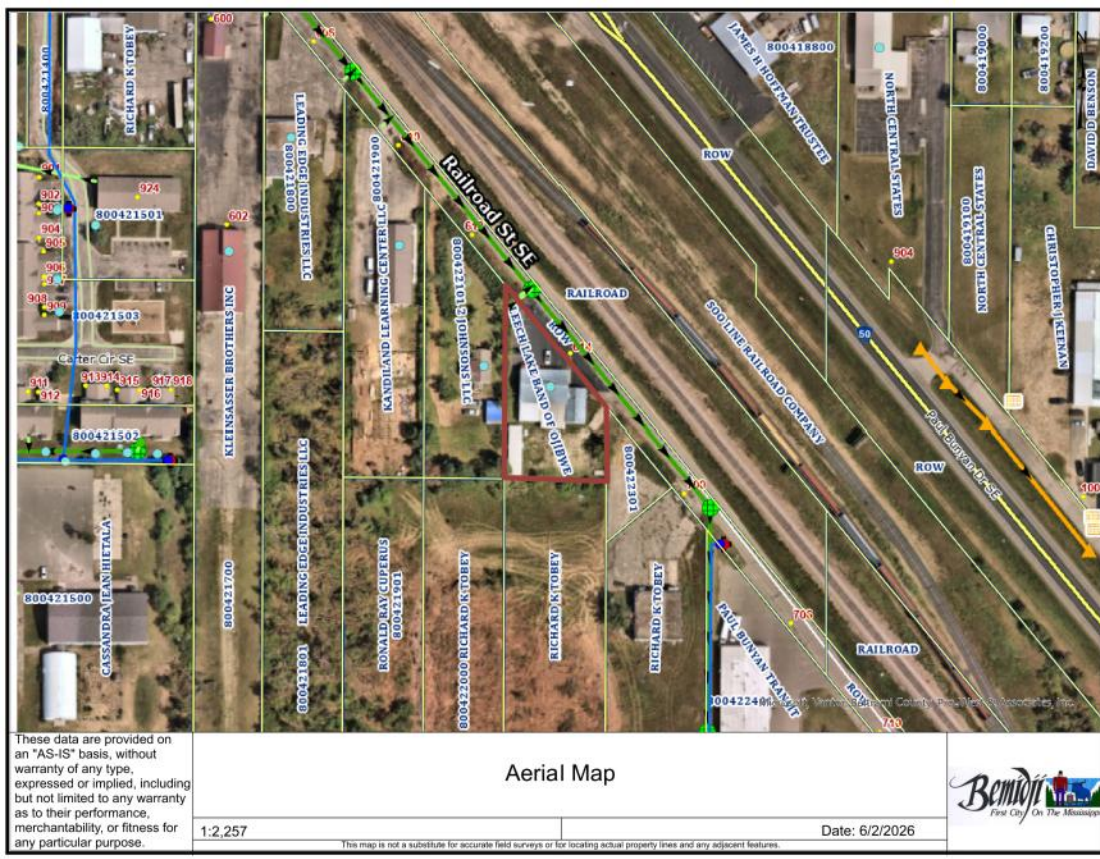 600
800421400
RICHARD K TOBEY
LEADING EDGE INDUSTRIES LLC
800421800
KANDILAND LEARNING CENTER LLC 800421900
Railroad St SE
JAMES H HOFFMAN TRUSTEE
800418800
NORTH CENTRAL STATES
800419000
800419200
DAVID D BENSON
ROW
924
902
800421501
904
905
906
908
909
800421503
602
KLEINSASSER BROTHERS INC
RAILROAD
904
800419100
NORTH CENTRAL STATES
CHRISTOPHER J KEENAN
SOO LINE RAILROAD COMPANY
50
JOHNSONS LLC
ROW
LEECH LAKE BAND OF OJIBWE
Carter Cir SE
911
912
913
914
915
916
917
918
800421502
Paul Bunyan Dr SE
ROW
800422301
CASSANDRA JEAN HIETALA
800421500
800421700
LEADING EDGE INDUSTRIES LLC
800421801
RONALD RAY CUPERUS
800421901
800422000 RICHARD K TOBEY
RICHARD K TOBEY
RICHARD K TOBEY
PAUL BUNYAN TRANSIT
703
RAILROAD
ROW
713
These data are provided on
an "AS-IS" basis, without
warranty of any type,
expressed or implied, including
but not limited to any warranty
as to their performance,
merchantability, or fitness for
any particular purpose.
Aerial Map
1:2,257
Date: 6/2/2026
This map is not a substitute for accurate field surveys or for locating actual property lines and any adjacent features.
Bemidji
First City On The Mississippi